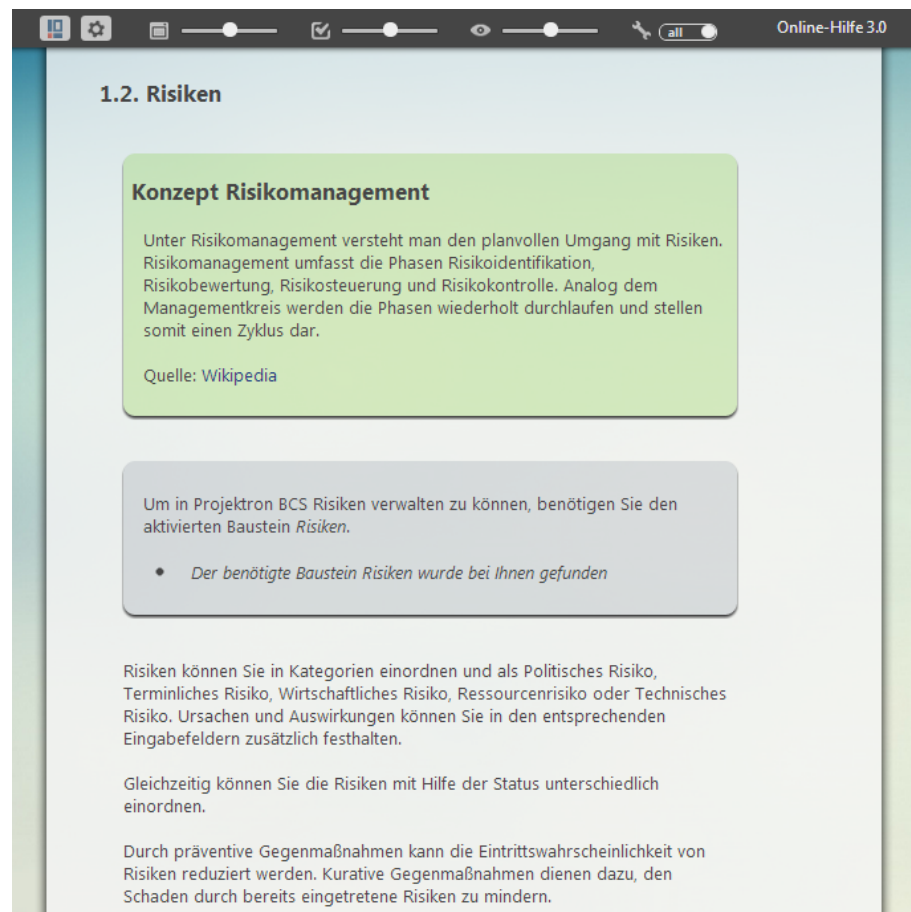 all
Online-Hilfe 3.0
1.2. Risiken
Konzept Risikomanagement
Unter Risikomanagement versteht man den planvollen Umgang mit Risiken.
Risikomanagement umfasst die Phasen Risikoidentifikation,
Risikobewertung, Risikosteuerung und Risikokontrolle. Analog dem
Managementkreis werden die Phasen wiederholt durchlaufen und stellen
somit einen Zyklus dar.
Quelle: Wikipedia
Um in Projektron BCS Risiken verwalten zu können, benötigen Sie den
aktivierten Baustein Risiken.
• Der benötigte Baustein Risiken wurde bei Ihnen gefunden
Risiken können Sie in Kategorien einordnen und als Politisches Risiko,
Terminliches Risiko, Wirtschaftliches Risiko, Ressourcenrisiko oder Technisches
Risiko. Ursachen und Auswirkungen können Sie in den entsprechenden
Eingabefeldern zusätzlich festhalten.
Gleichzeitig können Sie die Risiken mit Hilfe der Status unterschiedlich
einordnen.
Durch präventive Gegenmaßnahmen kann die Eintrittswahrscheinlichkeit von
Risiken reduziert werden. Kurative Gegenmaßnahmen dienen dazu, den
Schaden durch bereits eingetretene Risiken zu mindern.